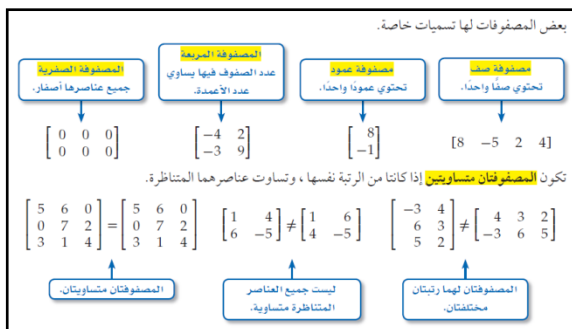 بعض المصفوفات لها تسميات خاصة.
مصفوفة صف
تحتوي صفًا واحدًا.
[8 -5 2 4]
مصفوفة عمود
تحتوي عمودًا واحدًا.
[8
-1]
المصفوفة المربعة
عدد الصفوف فيها يساوي
عدد الأعمدة.
[-4 2
-3 9]
المصفوفة الصفرية
جميع عناصرها أصفار.
[0 0 0
0 0 0]
تكون المصفوفتان متساويتين إذا كانتا من الرتبة نفسها، وتساوت عناصرهما المتناظرة.
[-3 4 ≠ [4 3 2
6 3 -3 6 5]
5 2]
المصفوفتان لهما رتبتان
مختلفتان.
[1 4 ≠ [1 6
6 -5] 4 -5]
ليست جميع العناصر
المتناظرة متساوية.
[5 6 0 = [5 6 0
0 7 2 0 7 2
3 1 4] 3 1 4]
المصفوفتان متساويتان.